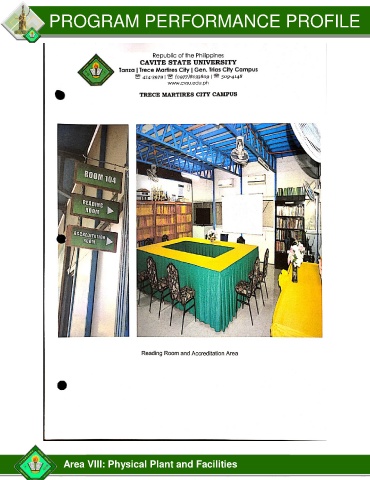 PROGRAM PERFORMANCE PROFILE
Republic of the Philippines
CAVITE STATE UNIVERSITY
Tanza | Trece Martires City | Gen. Trias City Campus
www.cvsu.edu.ph
TRECE MARTIRES CITY CAMPUS
ROOM 104
READING
ROOM
ACCREDITATION
ROOM
Reading Room and Accreditation Area
Area VIII: Physical Plant and Facilities